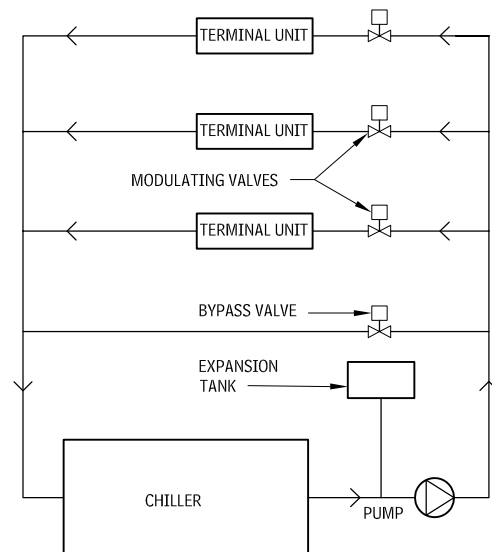 TERMINAL UNIT
TERMINAL UNIT
MODULATING VALVES
TERMINAL UNIT
BYPASS VALVE
EXPANSION
TANK
CHILLER
PUMP